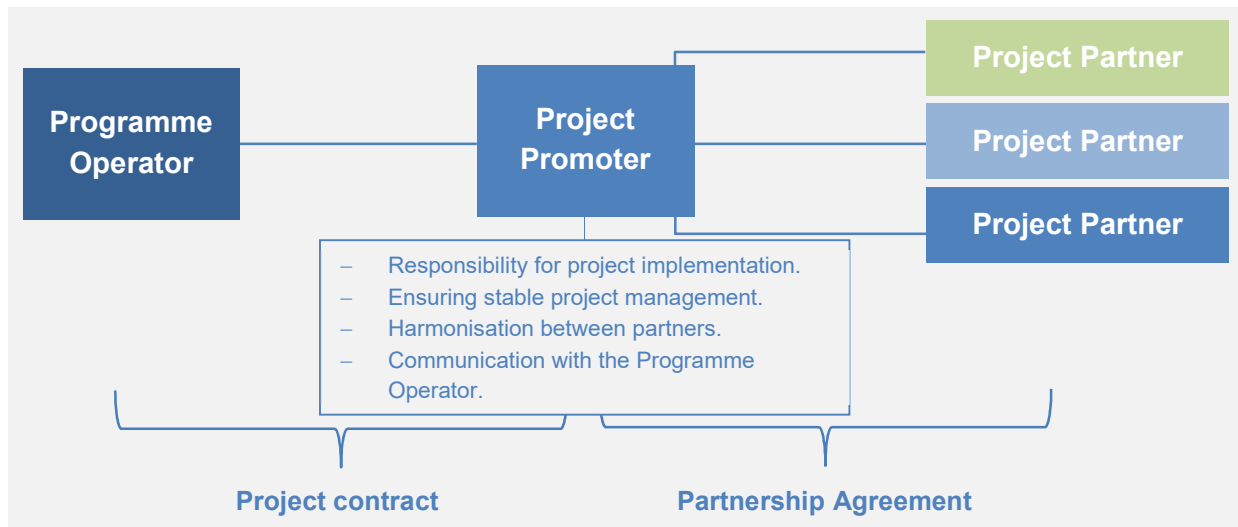 Programme
Operator
Project
Promoter
Project Partner
Project Partner
Project Partner
– Responsibility for project implementation.
– Ensuring stable project management.
– Harmonisation between partners.
– Communication with the Programme
Operator.
Project contract
Partnership Agreement